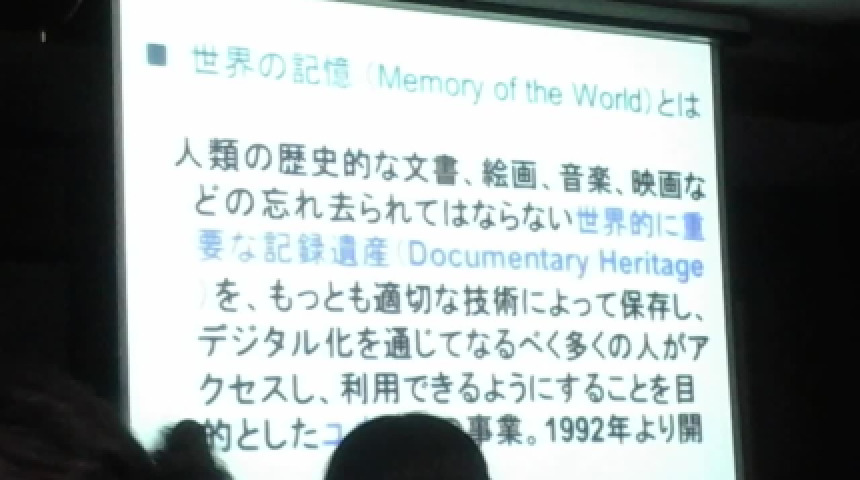 ■ 世界の記憶（Memory of the World）とは
人類の歴史的な文書、絵画、音楽、映画な
どの忘れ去られてはならない世界的に重
要な記録遺産（Documentary Heritage
）を、もっとも適切な技術によって保存し、
デジタル化を通じてなるべく多くの人がア
クセスし、利用できるようにすることを目
的とした の事業。1992年より開